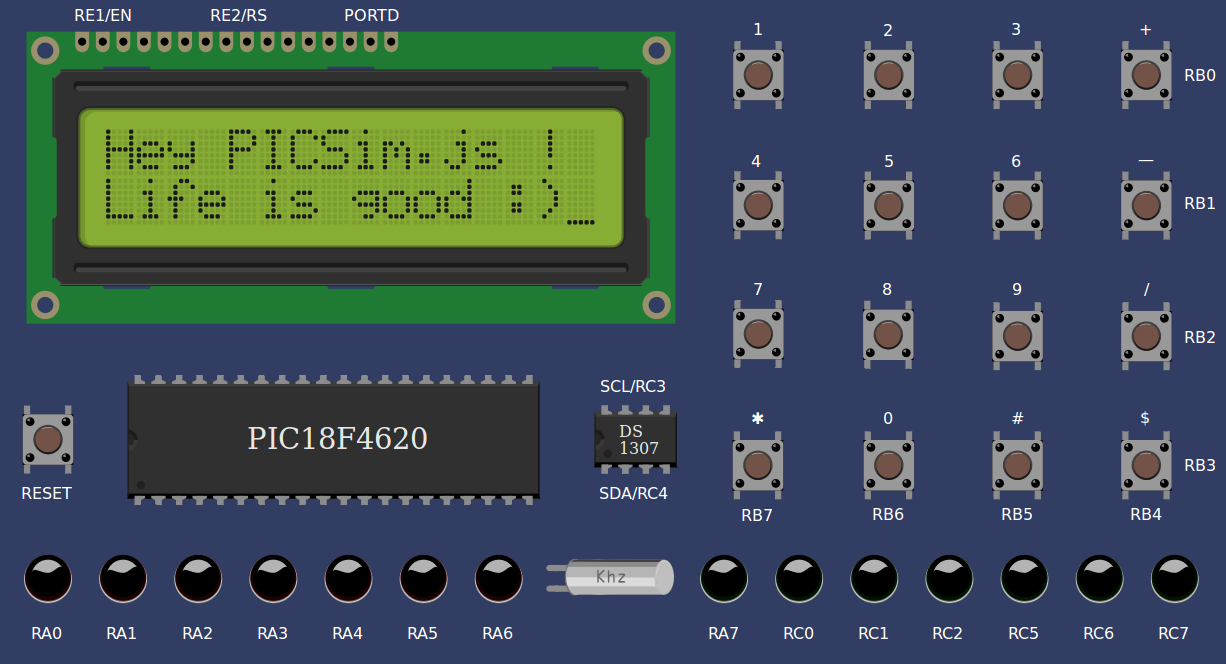 RE1/EN RE2/RS PORTD
Hey PICSim.Js !
Life is good :)_
1 2 3 +
RB0
4 5 6 —
RB1
7 8 9 /
RB2
✱ 0 # $
RB3
RB7 RB6 RB5 RB4
RESET
PIC18F4620
SCL/RC3
DS
1307
SDA/RC4
Khz
RA0 RA1 RA2 RA3 RA4 RA5 RA6 RA7 RC0 RC1 RC2 RC5 RC6 RC7